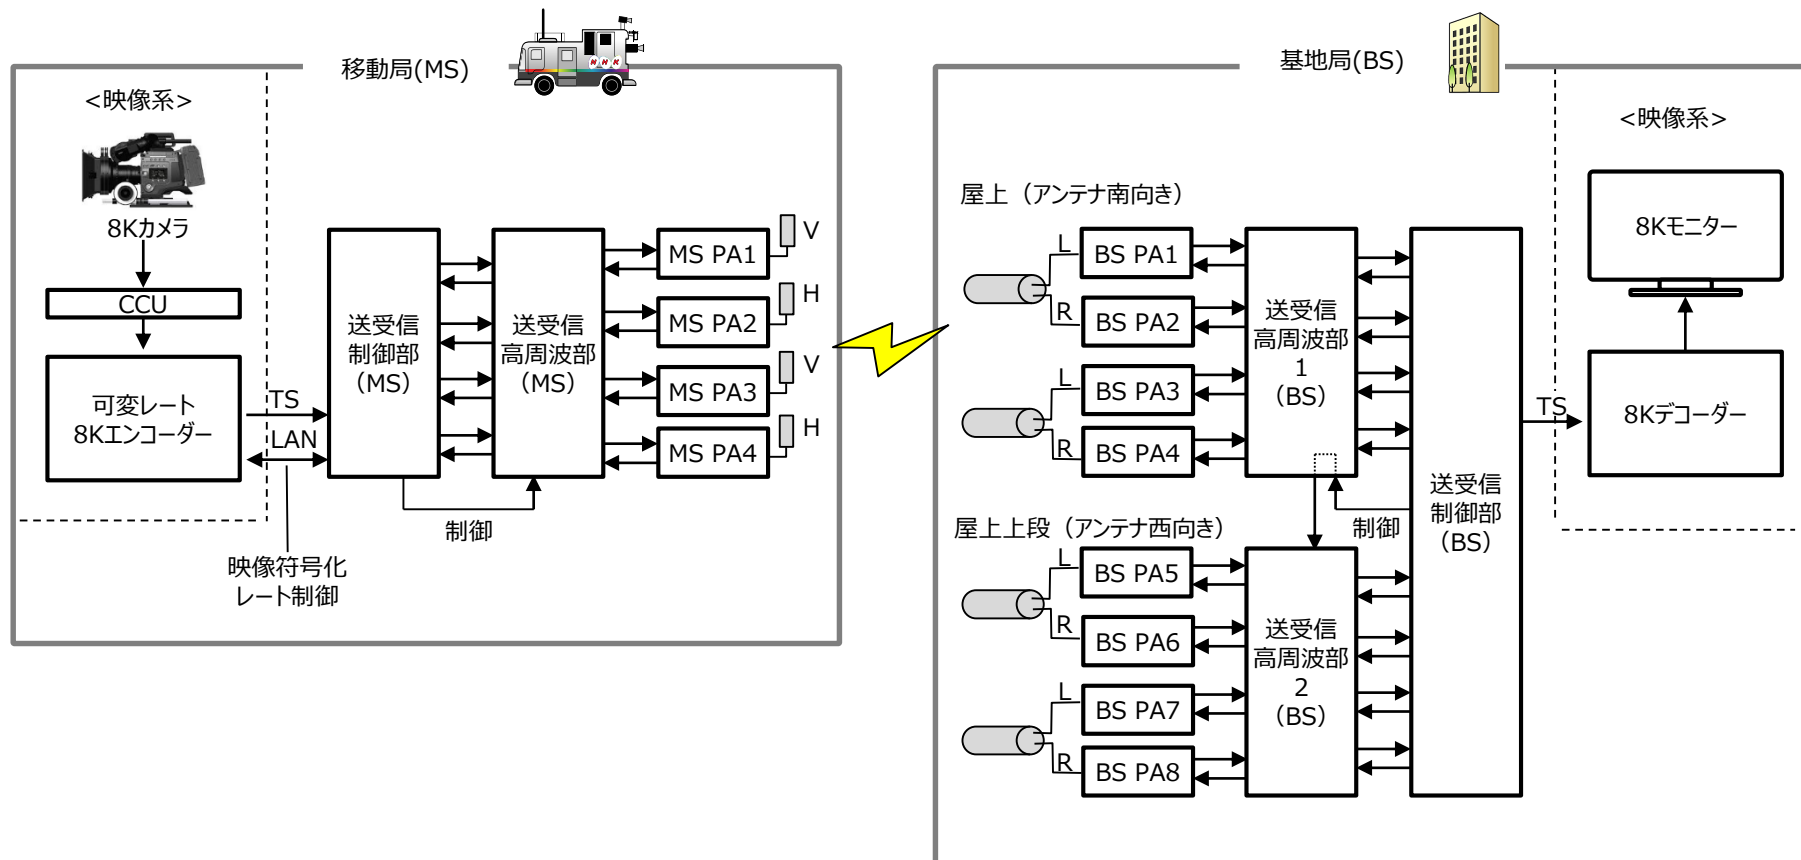 移動局(MS)
<映像系>
8Kカメラ
CCU
可変レート
8Kエンコーダー
TS
LAN
映像符号化
レート制御
送受信
制御部
（MS）
制御
送受信
高周波部
（MS）
MS PA1
V
MS PA2
H
MS PA3
V
MS PA4
H
NHK
基地局(BS)
屋上（アンテナ南向き）
L
BS PA1
R
BS PA2
L
BS PA3
R
BS PA4
送受信
高周波部
1
（BS）
制御
屋上上段（アンテナ西向き）
L
BS PA5
R
BS PA6
L
BS PA7
R
BS PA8
送受信
高周波部
2
（BS）
送受信
制御部
（BS）
TS
<映像系>
8Kモニター
8Kデコーダー